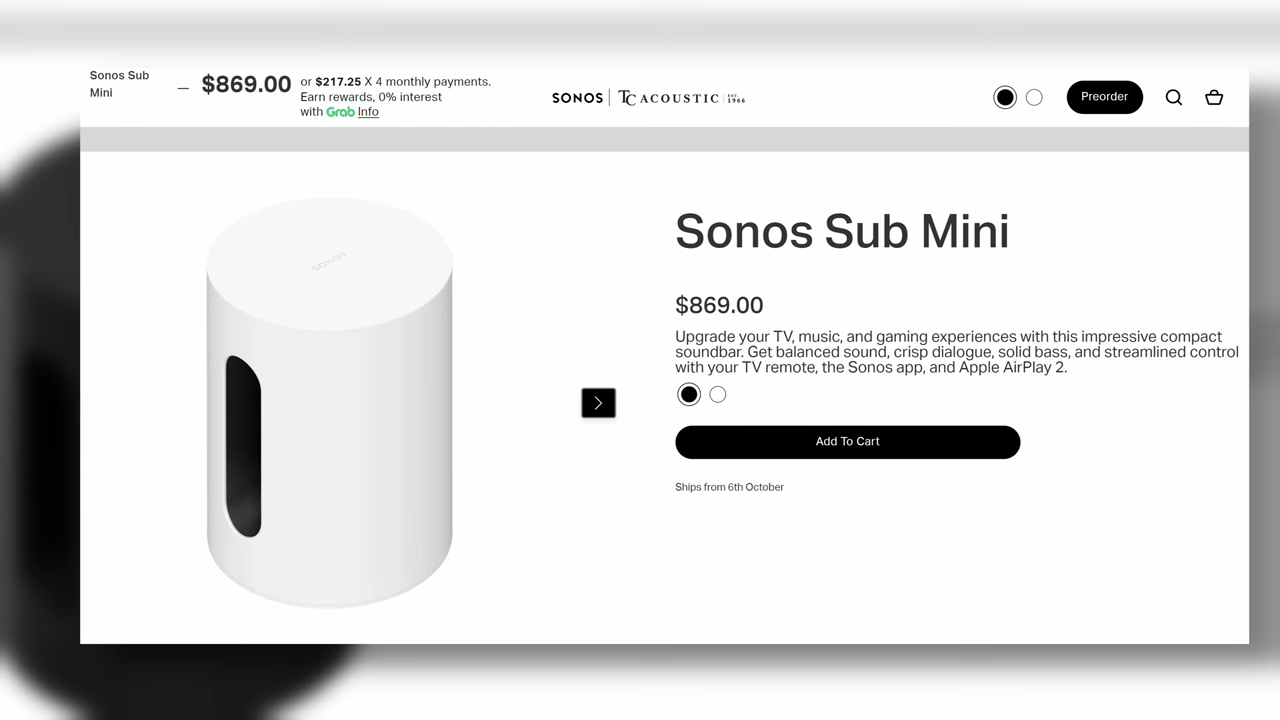 Sonos Sub
Mini
— $869.00
or $217.25 X 4 monthly payments.
Earn rewards, 0% interest
with Grab Info
SONOS | TC ACOUSTIC | EST. 1966
Preorder
SONOS
Sonos Sub Mini
$869.00
Upgrade your TV, music, and gaming experiences with this impressive compact
soundbar. Get balanced sound, crisp dialogue, solid bass, and streamlined control
with your TV remote, the Sonos app, and Apple AirPlay 2.
Add To Cart
Ships from 6th October